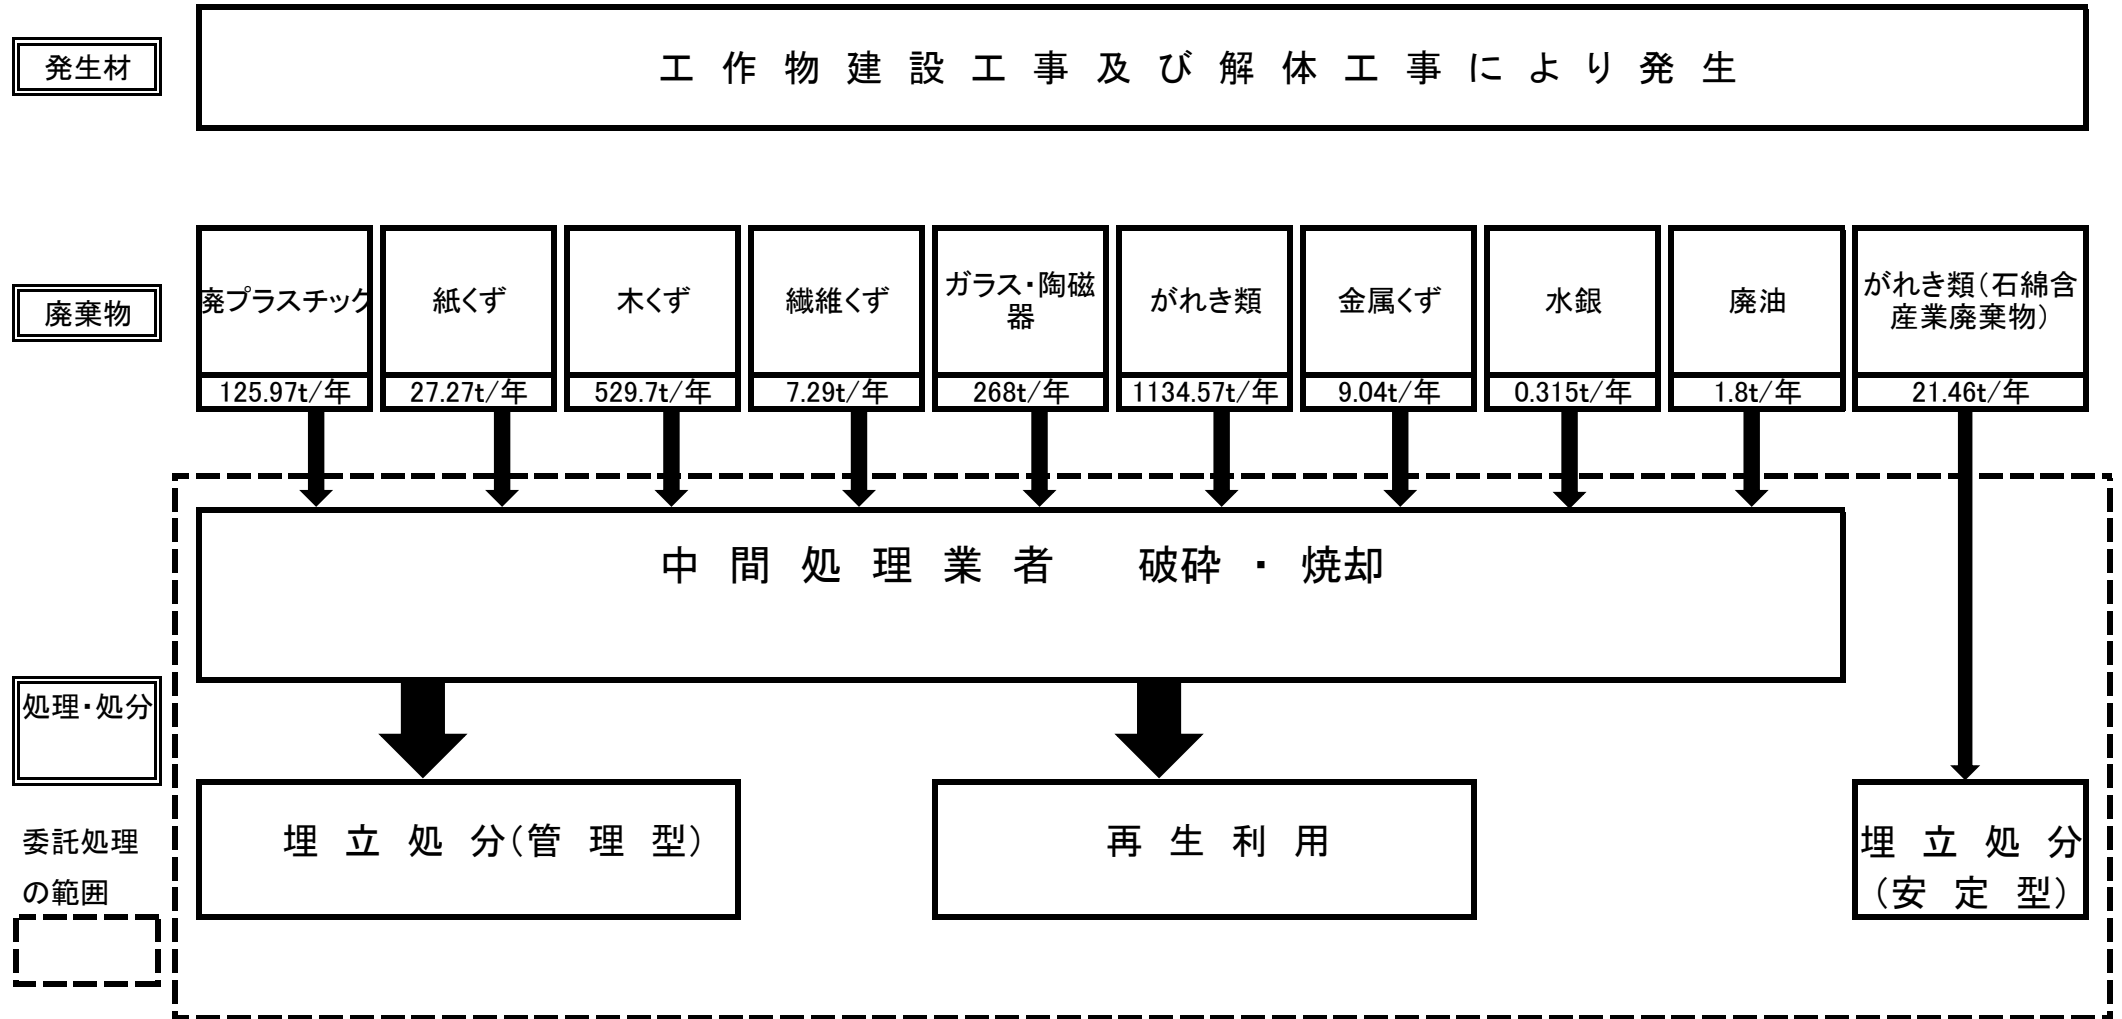 発生材
工作物建設工事及び解体工事により発生
廃棄物
廃プラスチック
紙くず
木くず
繊維くず
ガラス・陶磁
器
がれき類
金属くず
水銀
廃油
がれき類（石綿含
産業廃棄物）
125.97t/年
27.27t/年
529.7t/年
7.29t/年
268t/年
1134.57t/年
9.04t/年
0.315t/年
1.8t/年
21.46t/年
中間処理業者　破砕・焼却
処理・処分
埋立処分（管理型）
再生利用
埋立処分
（安定型）
委託処理
の範囲